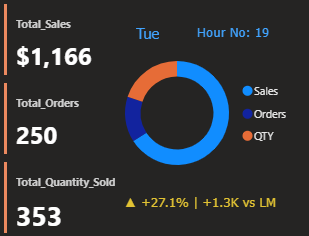 Total_Sales
$1,166
Total_Orders
250
Total_Quantity_Sold
353
Tue
Hour No: 19
Sales
Orders
QTY
▲ +27.1% | +1.3K vs LM